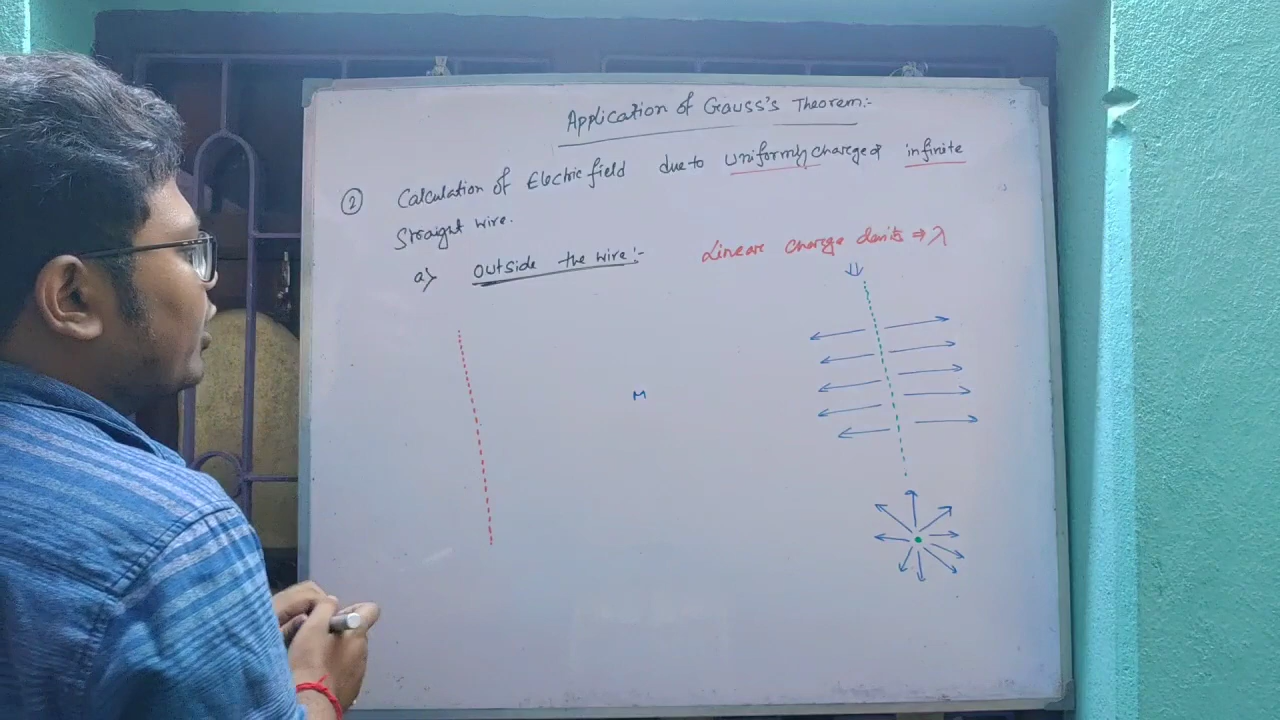 Application of Gauss's Theorem:-
② Calculation of Electric field due to uniformly charged infinite
Straight wire.
a) outside the wire:-
Linear charge density ⇒ λ
M